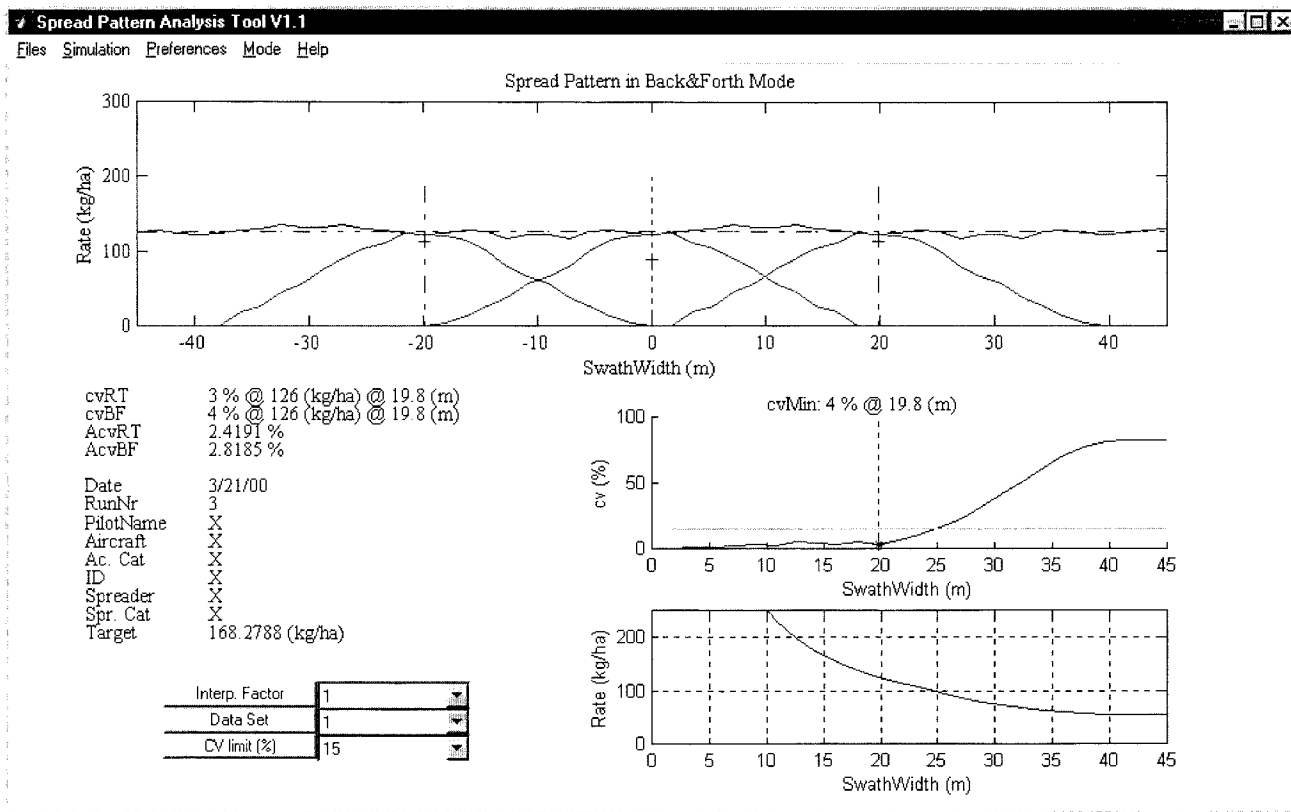 Spread Pattern Analysis Tool V1.1
Files Simulation Preferences Mode Help
Spread Pattern in Back&Forth Mode
300
200
100
0
Rate (kg/ha)
-40 -30 -20 -10 0 10 20 30 40
SwathWidth (m)
cvRT 3 % @ 126 (kg/ha) @ 19.8 (m)
cvBF 4 % @ 126 (kg/ha) @ 19.8 (m)
AcvRT 2.4191 %
AcvBF 2.8185 %
Date 3/21/00
RunNr 3
PilotName X
Aircraft X
Ac. Cat X
ID X
Spreader X
Spr. Cat X
Target 168.2788 (kg/ha)
Interp. Factor 1
Data Set 1
CV limit (%) 15
cvMin: 4 % @ 19.8 (m)
100
50
0
cv (%)
0 5 10 15 20 25 30 35 40 45
SwathWidth (m)
200
100
0
Rate (kg/ha)
0 5 10 15 20 25 30 35 40 45
SwathWidth (m)